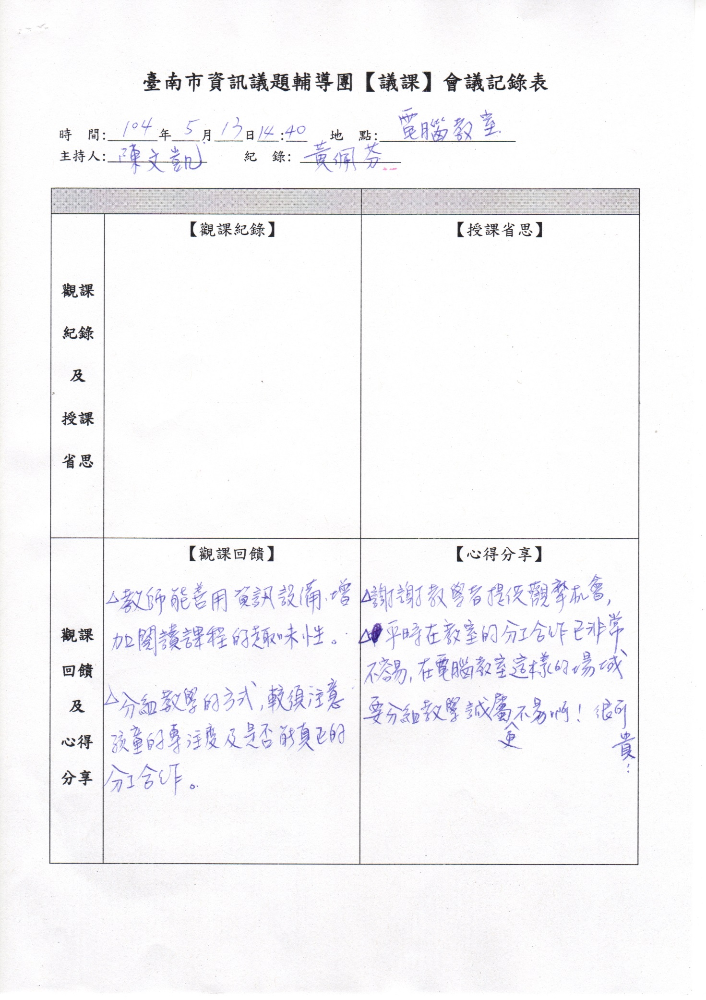 臺南市資訊議題輔導團【議課】會議記錄表
時　間:104年5月13日14:40　地　點:電腦教室
主持人:陳文凱　紀　錄:黃佩芬
【觀課紀錄】
【授課省思】
觀課
紀錄
及
授課
省思
【觀課回饋】
△教師能善用資訊設備、增
加閱讀課程的趣味性。
△分組教學的方式,較須注意
孩童的專注度及是否能真正的
分工合作。
【心得分享】
△謝謝教學者提供觀摩机會,
△平時在教室的分工合作已非常
不容易,在電腦教室這樣的場域
要分組教學誠屬更不易啊!很可
貴!
觀課
回饋
及
心得
分享